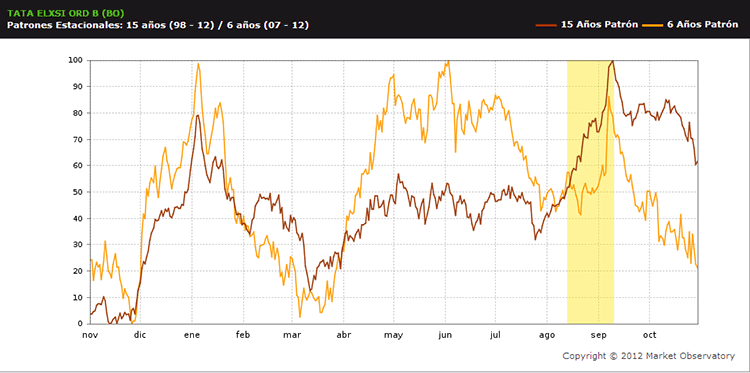 TATA ELXSI ORD B (BO)
Patrones Estacionales: 15 años (98 - 12) / 6 años (07 - 12)
15 Años Patrón
6 Años Patrón
100
90
80
70
60
50
40
30
20
10
0
nov dic ene feb mar abr may jun jul ago sep oct
Copyright © 2012 Market Observatory